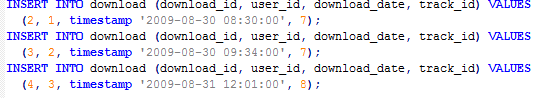 INSERT INTO download (download_id, user_id, download_date, track_id) VALUES
(2, 1, timestamp '2009-08-30 08:30:00', 7);
INSERT INTO download (download_id, user_id, download_date, track_id) VALUES
(3, 2, timestamp '2009-08-30 09:34:00', 7);
INSERT INTO download (download_id, user_id, download_date, track_id) VALUES
(4, 3, timestamp '2009-08-31 12:01:00', 8);